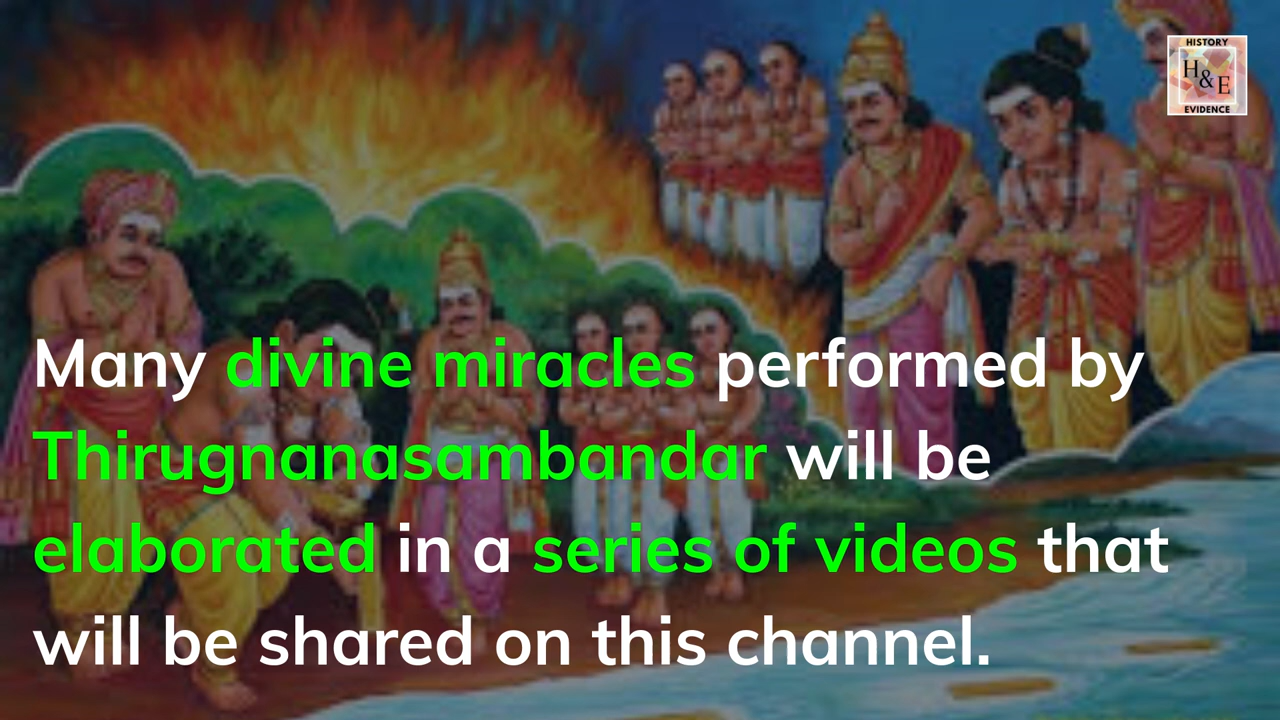 HISTORY
H & E
EVIDENCE
Many divine miracles performed by
Thirugnanasambandar will be
elaborated in a series of videos that
will be shared on this channel.